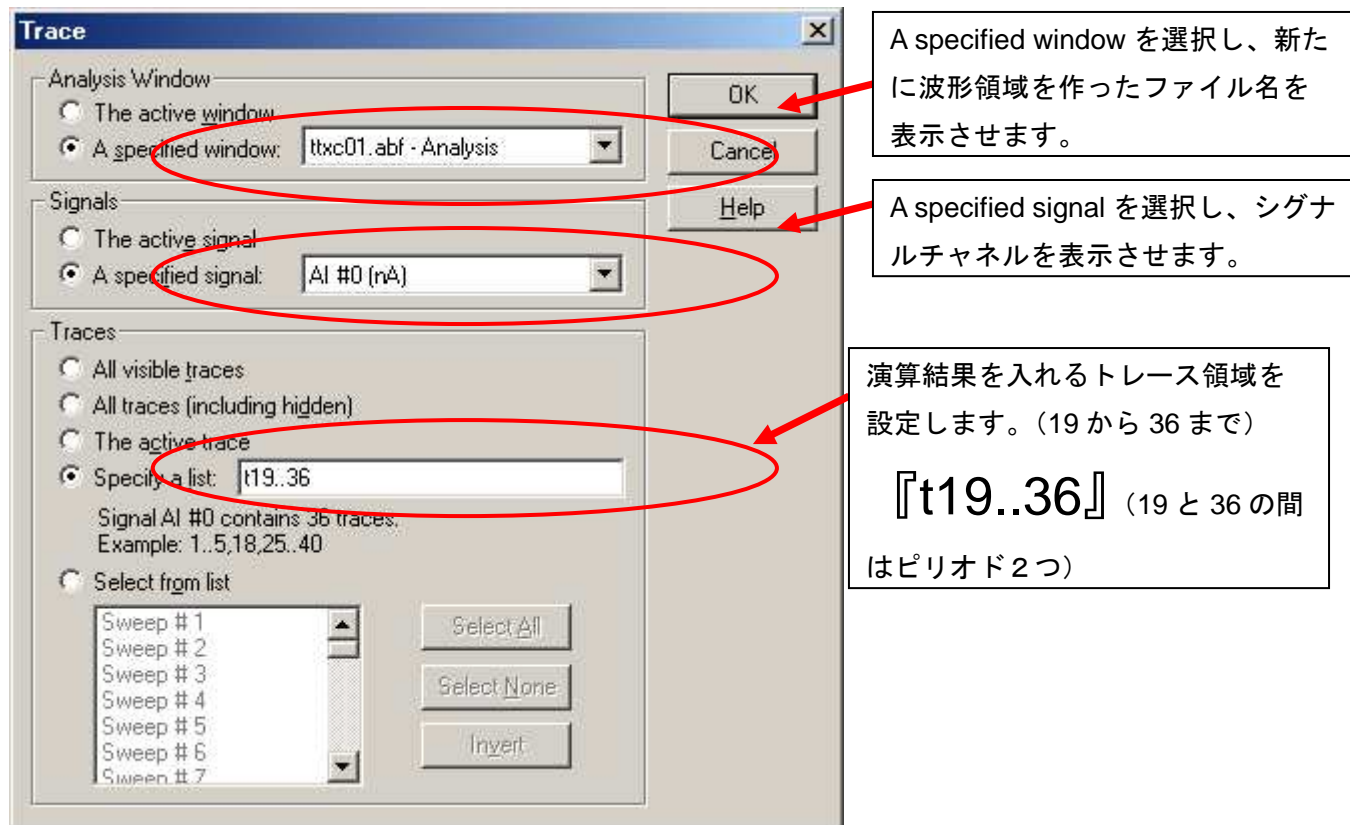 Trace
Analysis Window
The active window
A specified window:
ttxc01.abf - Analysis
Signals
The active signal
A specified signal:
AI #0 (nA)
Traces
All visible traces
All traces (including hidden)
The active trace
Specify a list:
t19..36
Signal AI #0 contains 36 traces.
Example: 1..5,18,25..40
Select from list
Sweep # 1
Sweep # 2
Sweep # 3
Sweep # 4
Sweep # 5
Sweep # 6
Sweep # 7
Select All
Select None
Invert
OK
Cancel
Help
A specified window を選択し、新た
に波形領域を作ったファイル名を
表示させます。
A specified signal を選択し、シグナ
ルチャネルを表示させます。
演算結果を入れるトレース領域を
設定します。（19 から 36 まで）
『t19..36』（19 と 36 の間
はピリオド２つ）